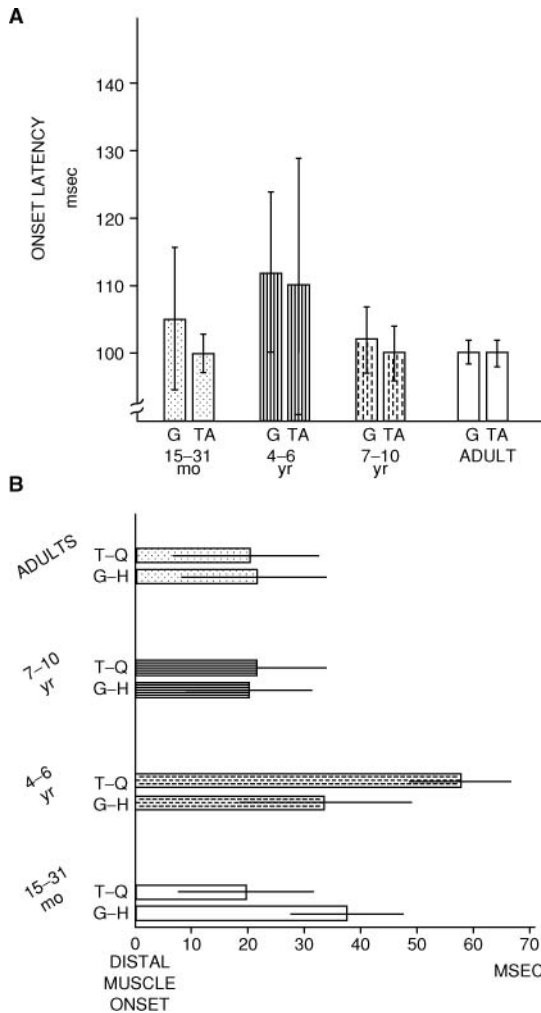 A
ONSET LATENCY
msec
140
130
120
110
100
G TA G TA G TA G TA
15–31 4–6 7–10 ADULT
mo yr yr
B
ADULTS
T–Q
G–H
7–10
yr
T–Q
G–H
4–6
yr
T–Q
G–H
15–31
mo
T–Q
G–H
0 10 20 30 40 50 60 70
DISTAL MSEC
MUSCLE
ONSET